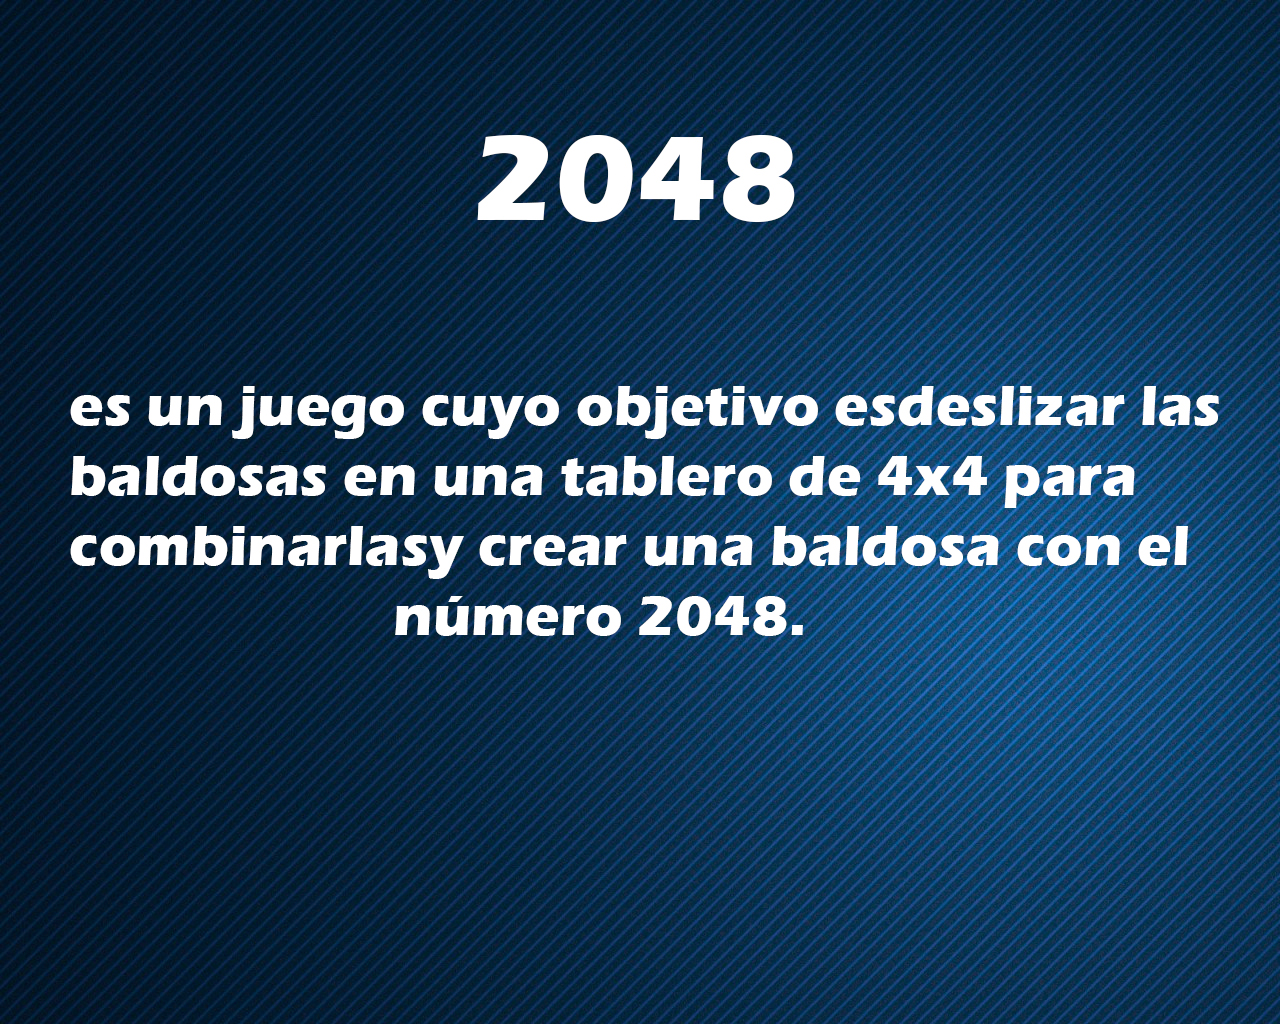 2048
es un juego cuyo objetivo esdeslizar las
baldosas en una tablero de 4x4 para
combinarlasy crear una baldosa con el
número 2048.